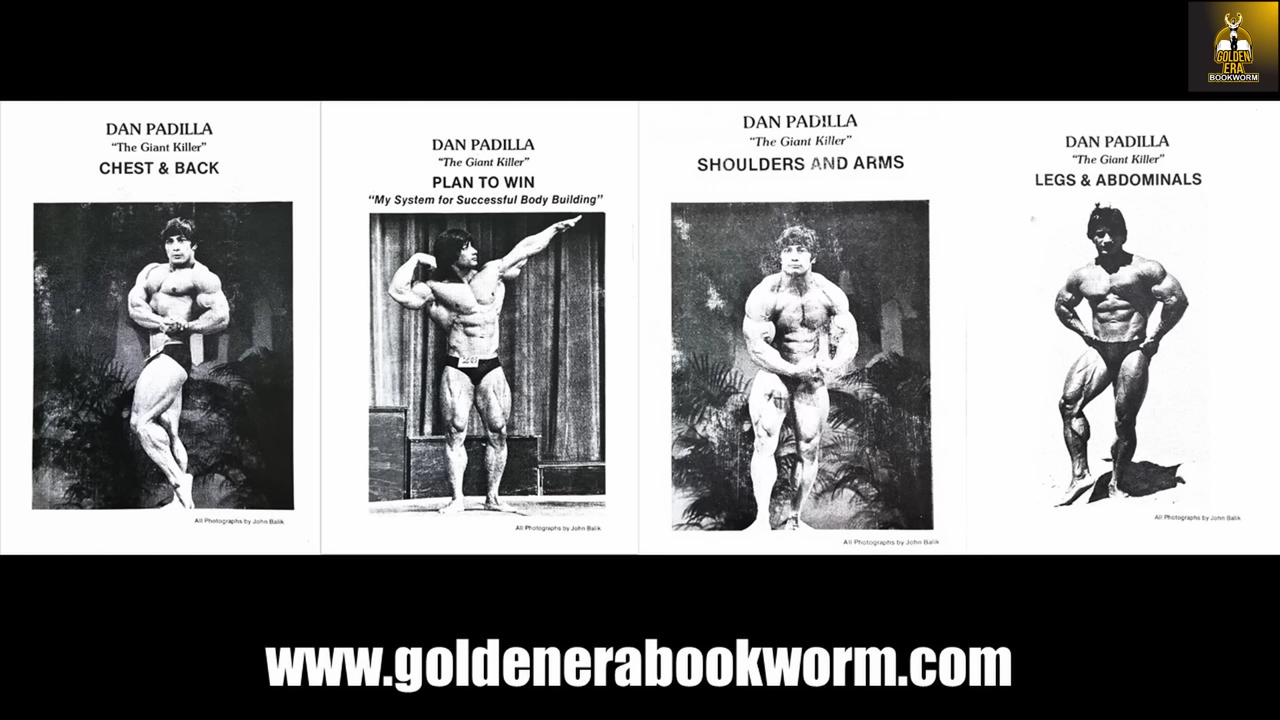 GOLDEN
ERA
BOOKWORM
DAN PADILLA
“The Giant Killer”
CHEST & BACK
All Photographs by John Balik
DAN PADILLA
“The Giant Killer”
PLAN TO WIN
“My System for Successful Body Building”
All Photographs by John Balik
DAN PADILLA
“The Giant Killer”
SHOULDERS AND ARMS
All Photographs by John Balik
DAN PADILLA
“The Giant Killer”
LEGS & ABDOMINALS
All Photographs by John Balik
www.goldenerabookworm.com